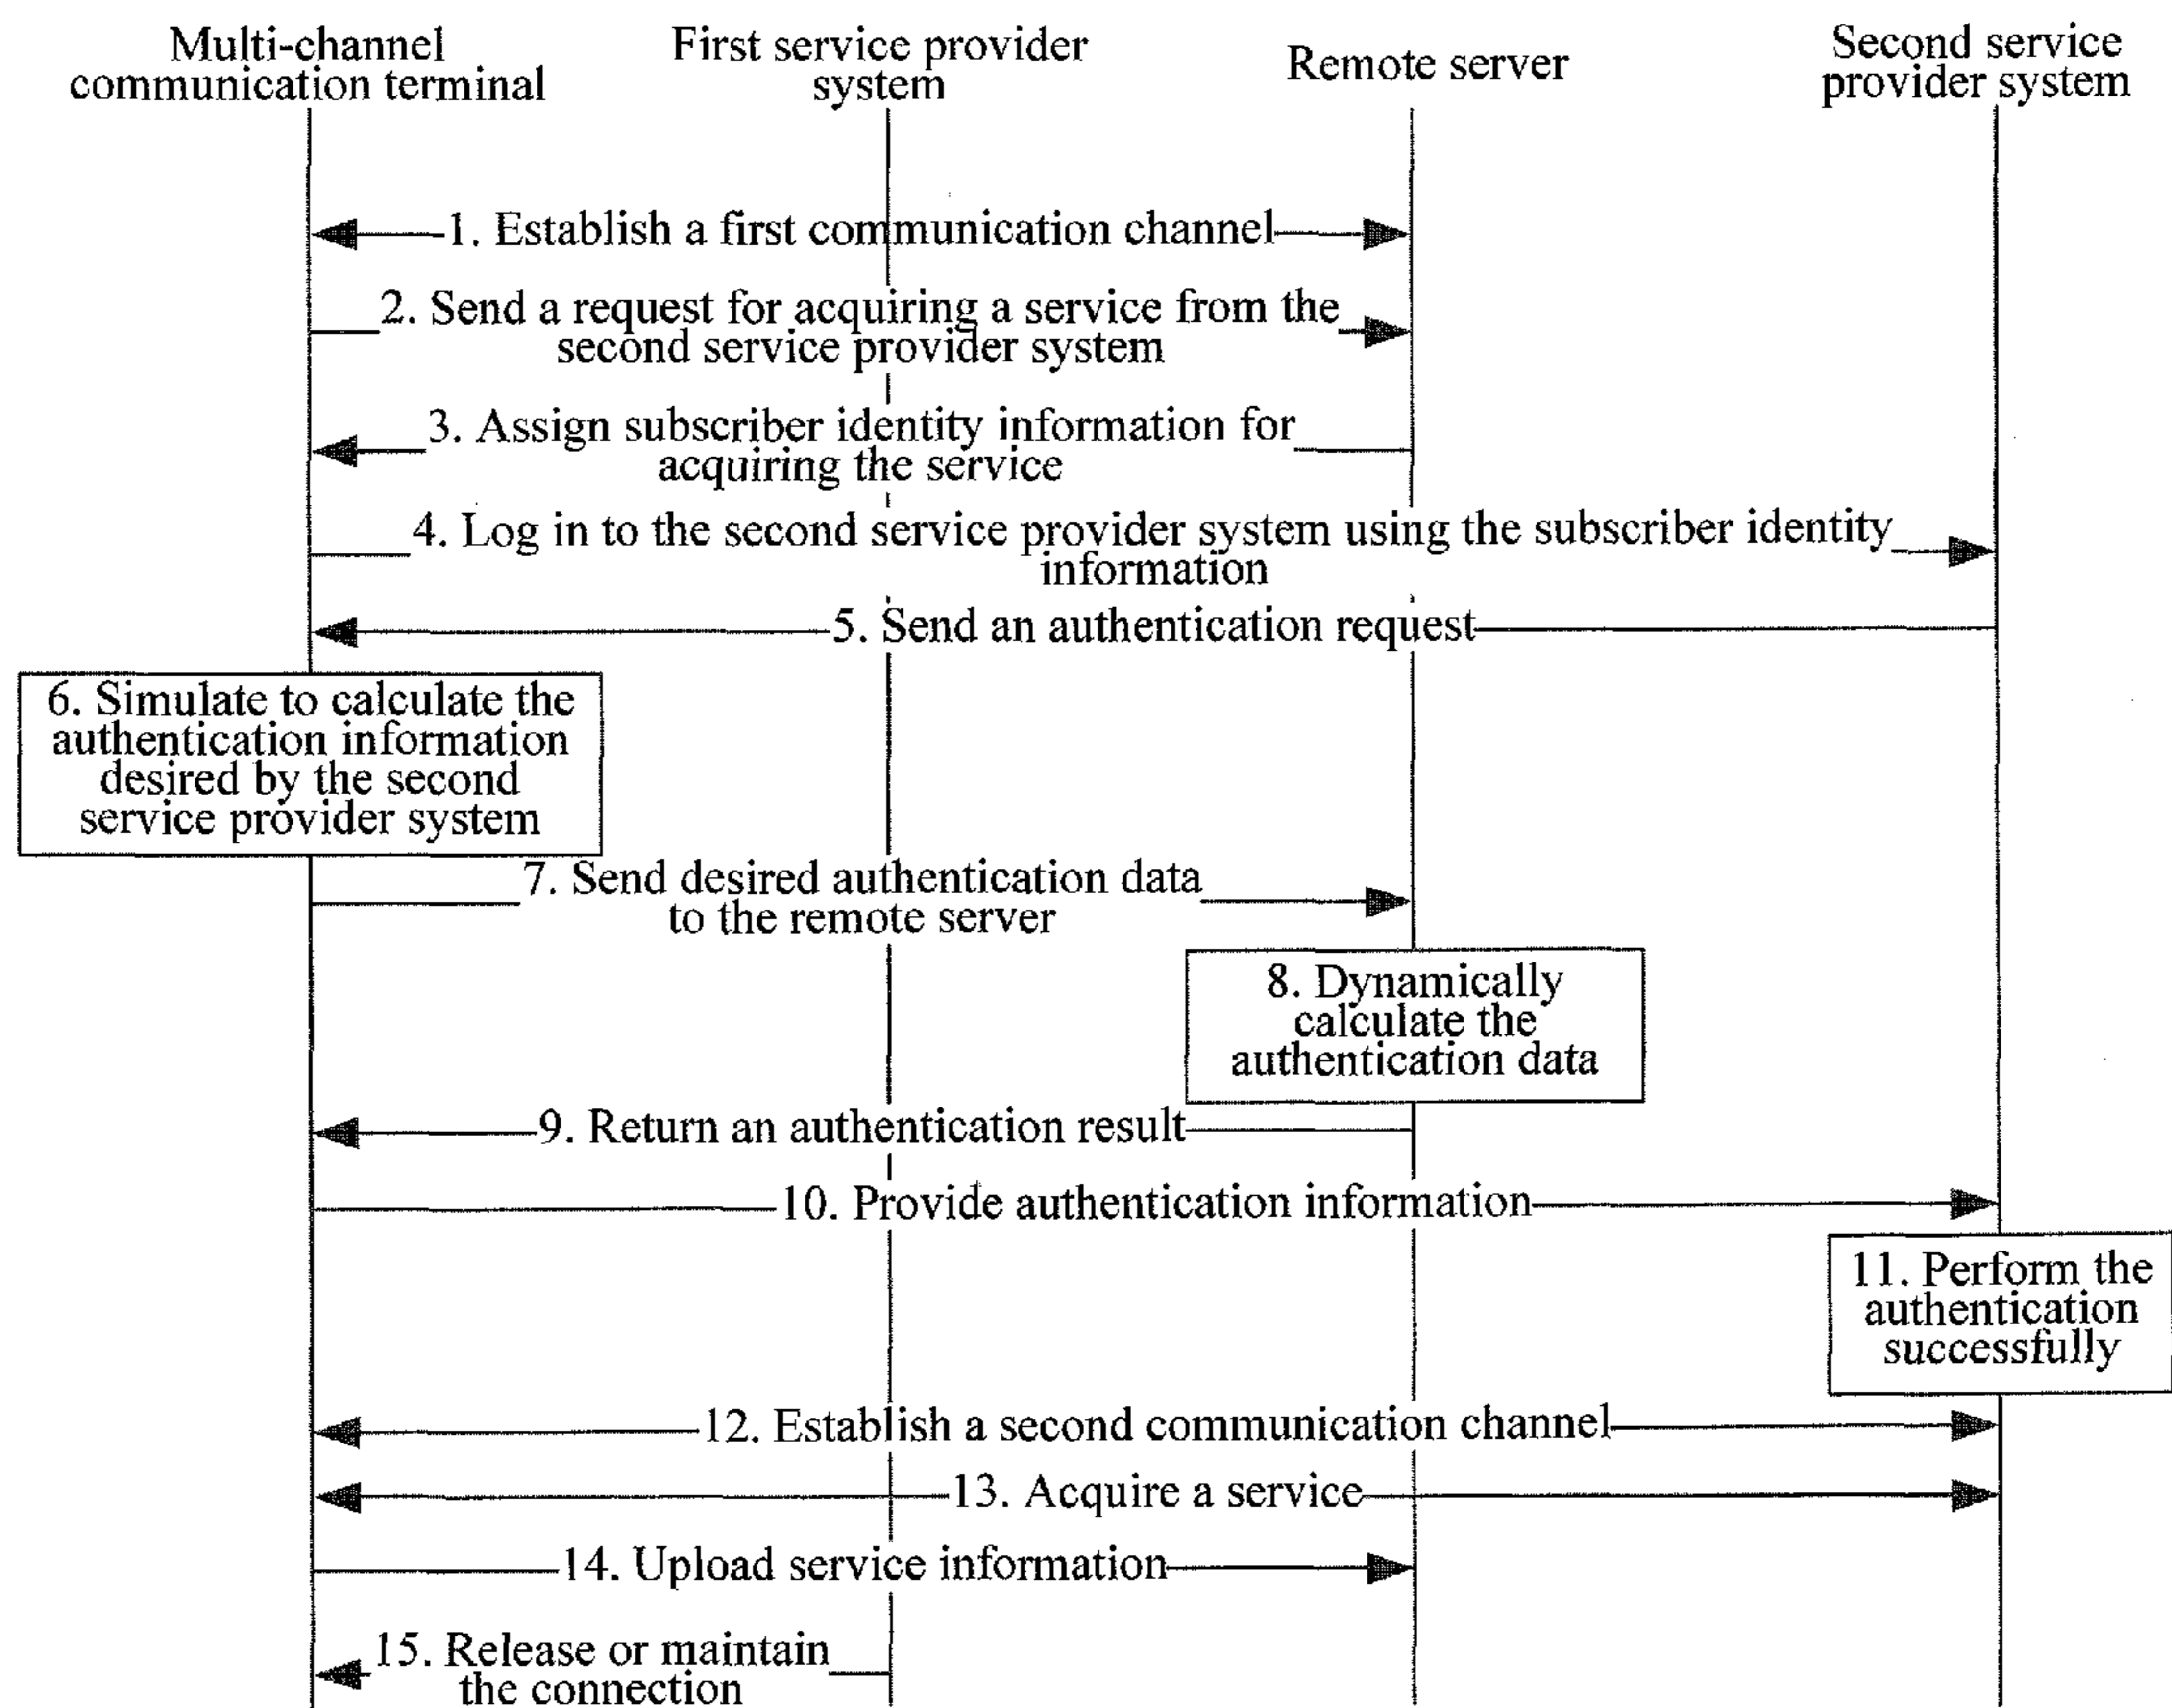 Multi-channel
communication terminal
First service provider
system
Remote server
Second service
provider system
1. Establish a first communication channel
2. Send a request for acquiring a service from the
second service provider system
3. Assign subscriber identity information for
acquiring the service
4. Log in to the second service provider system using the subscriber identity
information
5. Send an authentication request
6. Simulate to calculate the
authentication information
desired by the second
service provider system
7. Send desired authentication data
to the remote server
8. Dynamically
calculate the
authentication data
9. Return an authentication result
10. Provide authentication information
11. Perform the
authentication
successfully
12. Establish a second communication channel
13. Acquire a service
14. Upload service information
15. Release or maintain
the connection